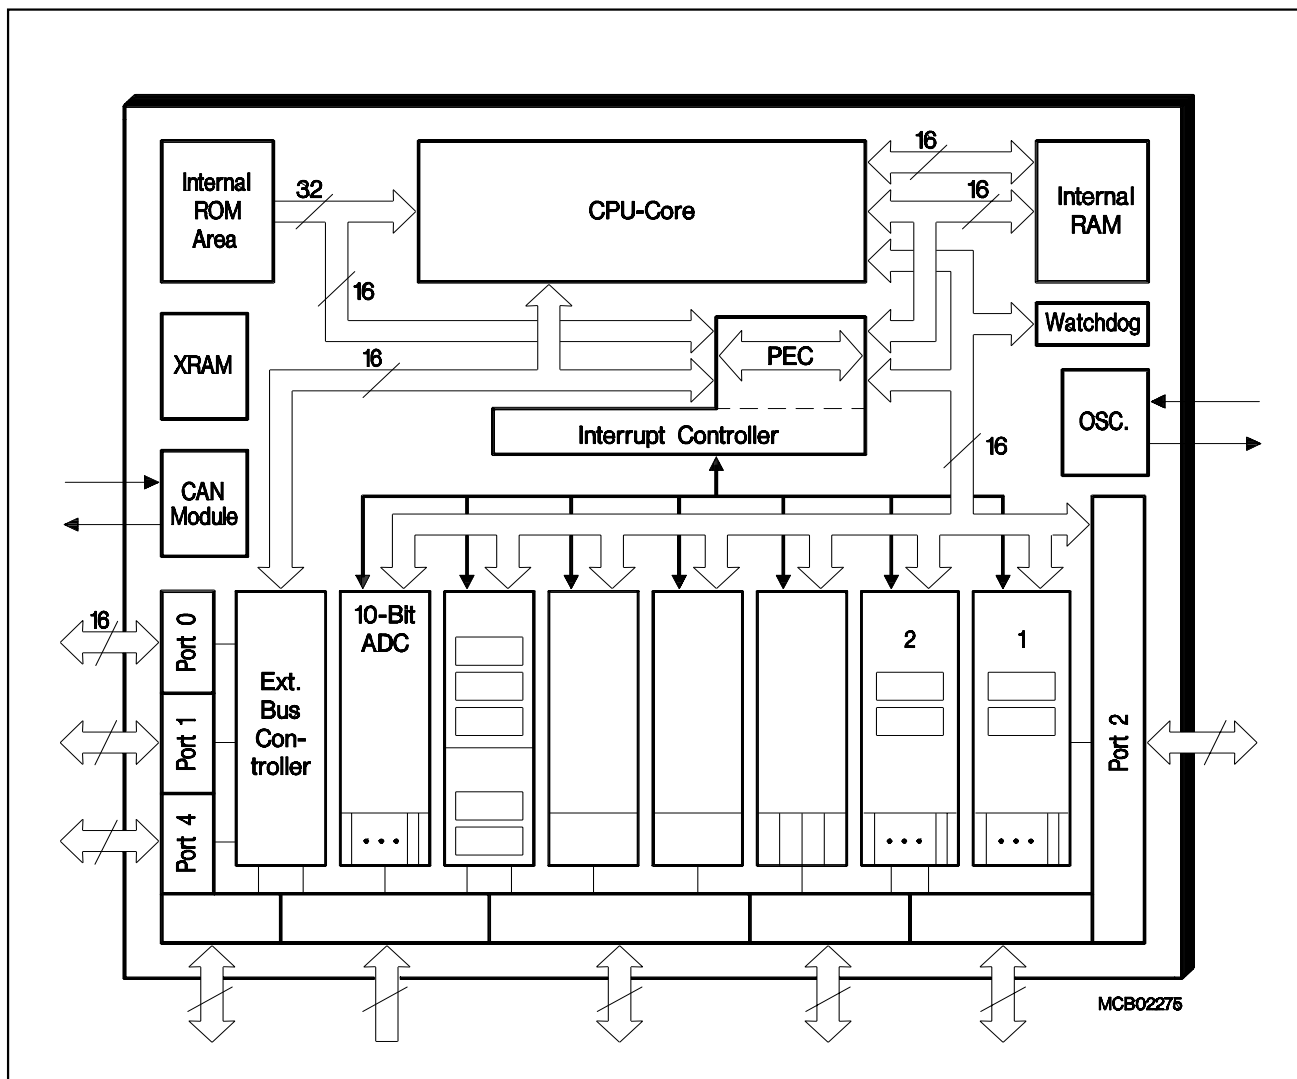 16
32
Internal
ROM
Area
CPU-Core
16
Internal
RAM
16
XRAM
16
PEC
Watchdog
OSC.
Interrupt Controller
16
CAN
Module
16
Port 0
Port 1
Port 4
Ext.
Bus
Con-
troller
10-Bit
ADC
2
1
Port 2
MCB02275